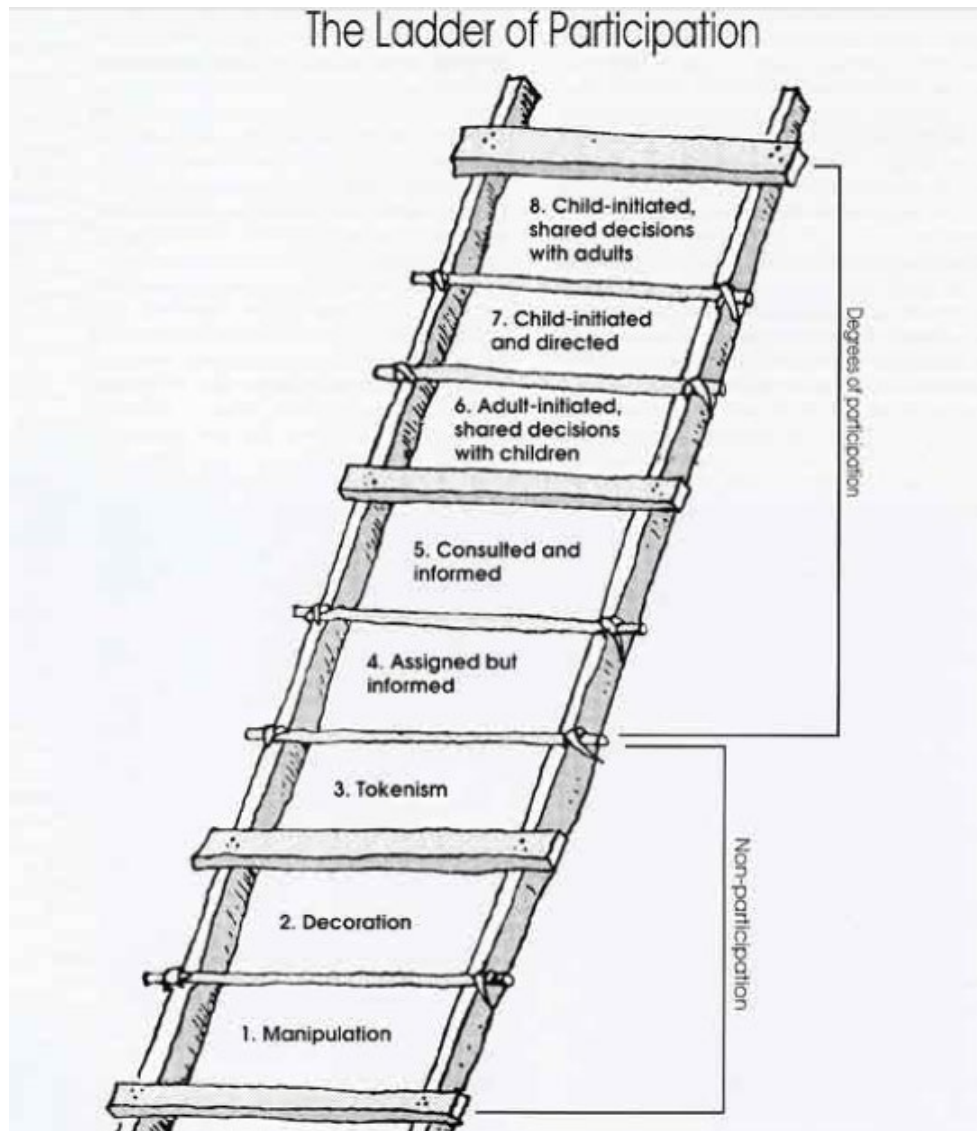 The Ladder of Participation
8. Child-initiated,
shared decisions
with adults
7. Child-initiated
and directed
6. Adult-initiated,
shared decisions
with children
5. Consulted and
informed
4. Assigned but
informed
3. Tokenism
2. Decoration
1. Manipulation
Degrees of participation
Non-participation